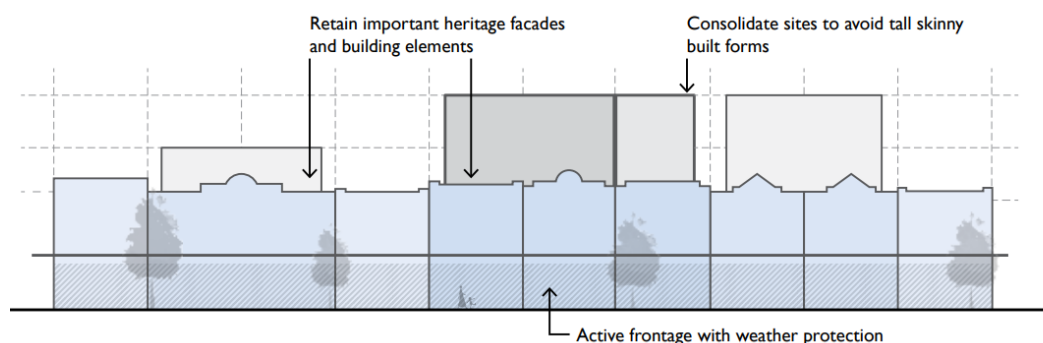 Retain important heritage facades
and building elements
Consolidate sites to avoid tall skinny
built forms
Active frontage with weather protection